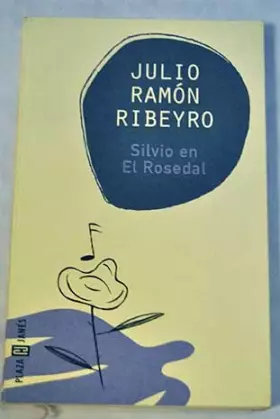 JULIO
RAMÓN
RIBEYRO
Silvio en
El Rosedal
PLAZA JANÉS